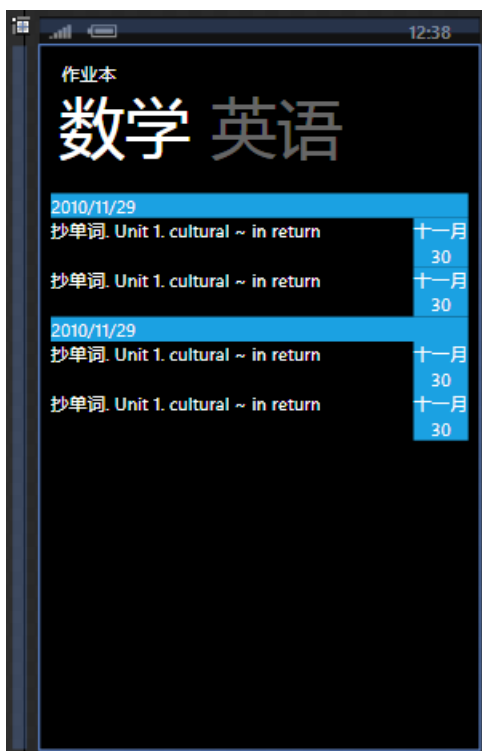 12:38
作业本
数学 英语
2010/11/29
抄单词. Unit 1. cultural ~ in return 十一月
30
抄单词. Unit 1. cultural ~ in return 十一月
30
2010/11/29
抄单词. Unit 1. cultural ~ in return 十一月
30
抄单词. Unit 1. cultural ~ in return 十一月
30